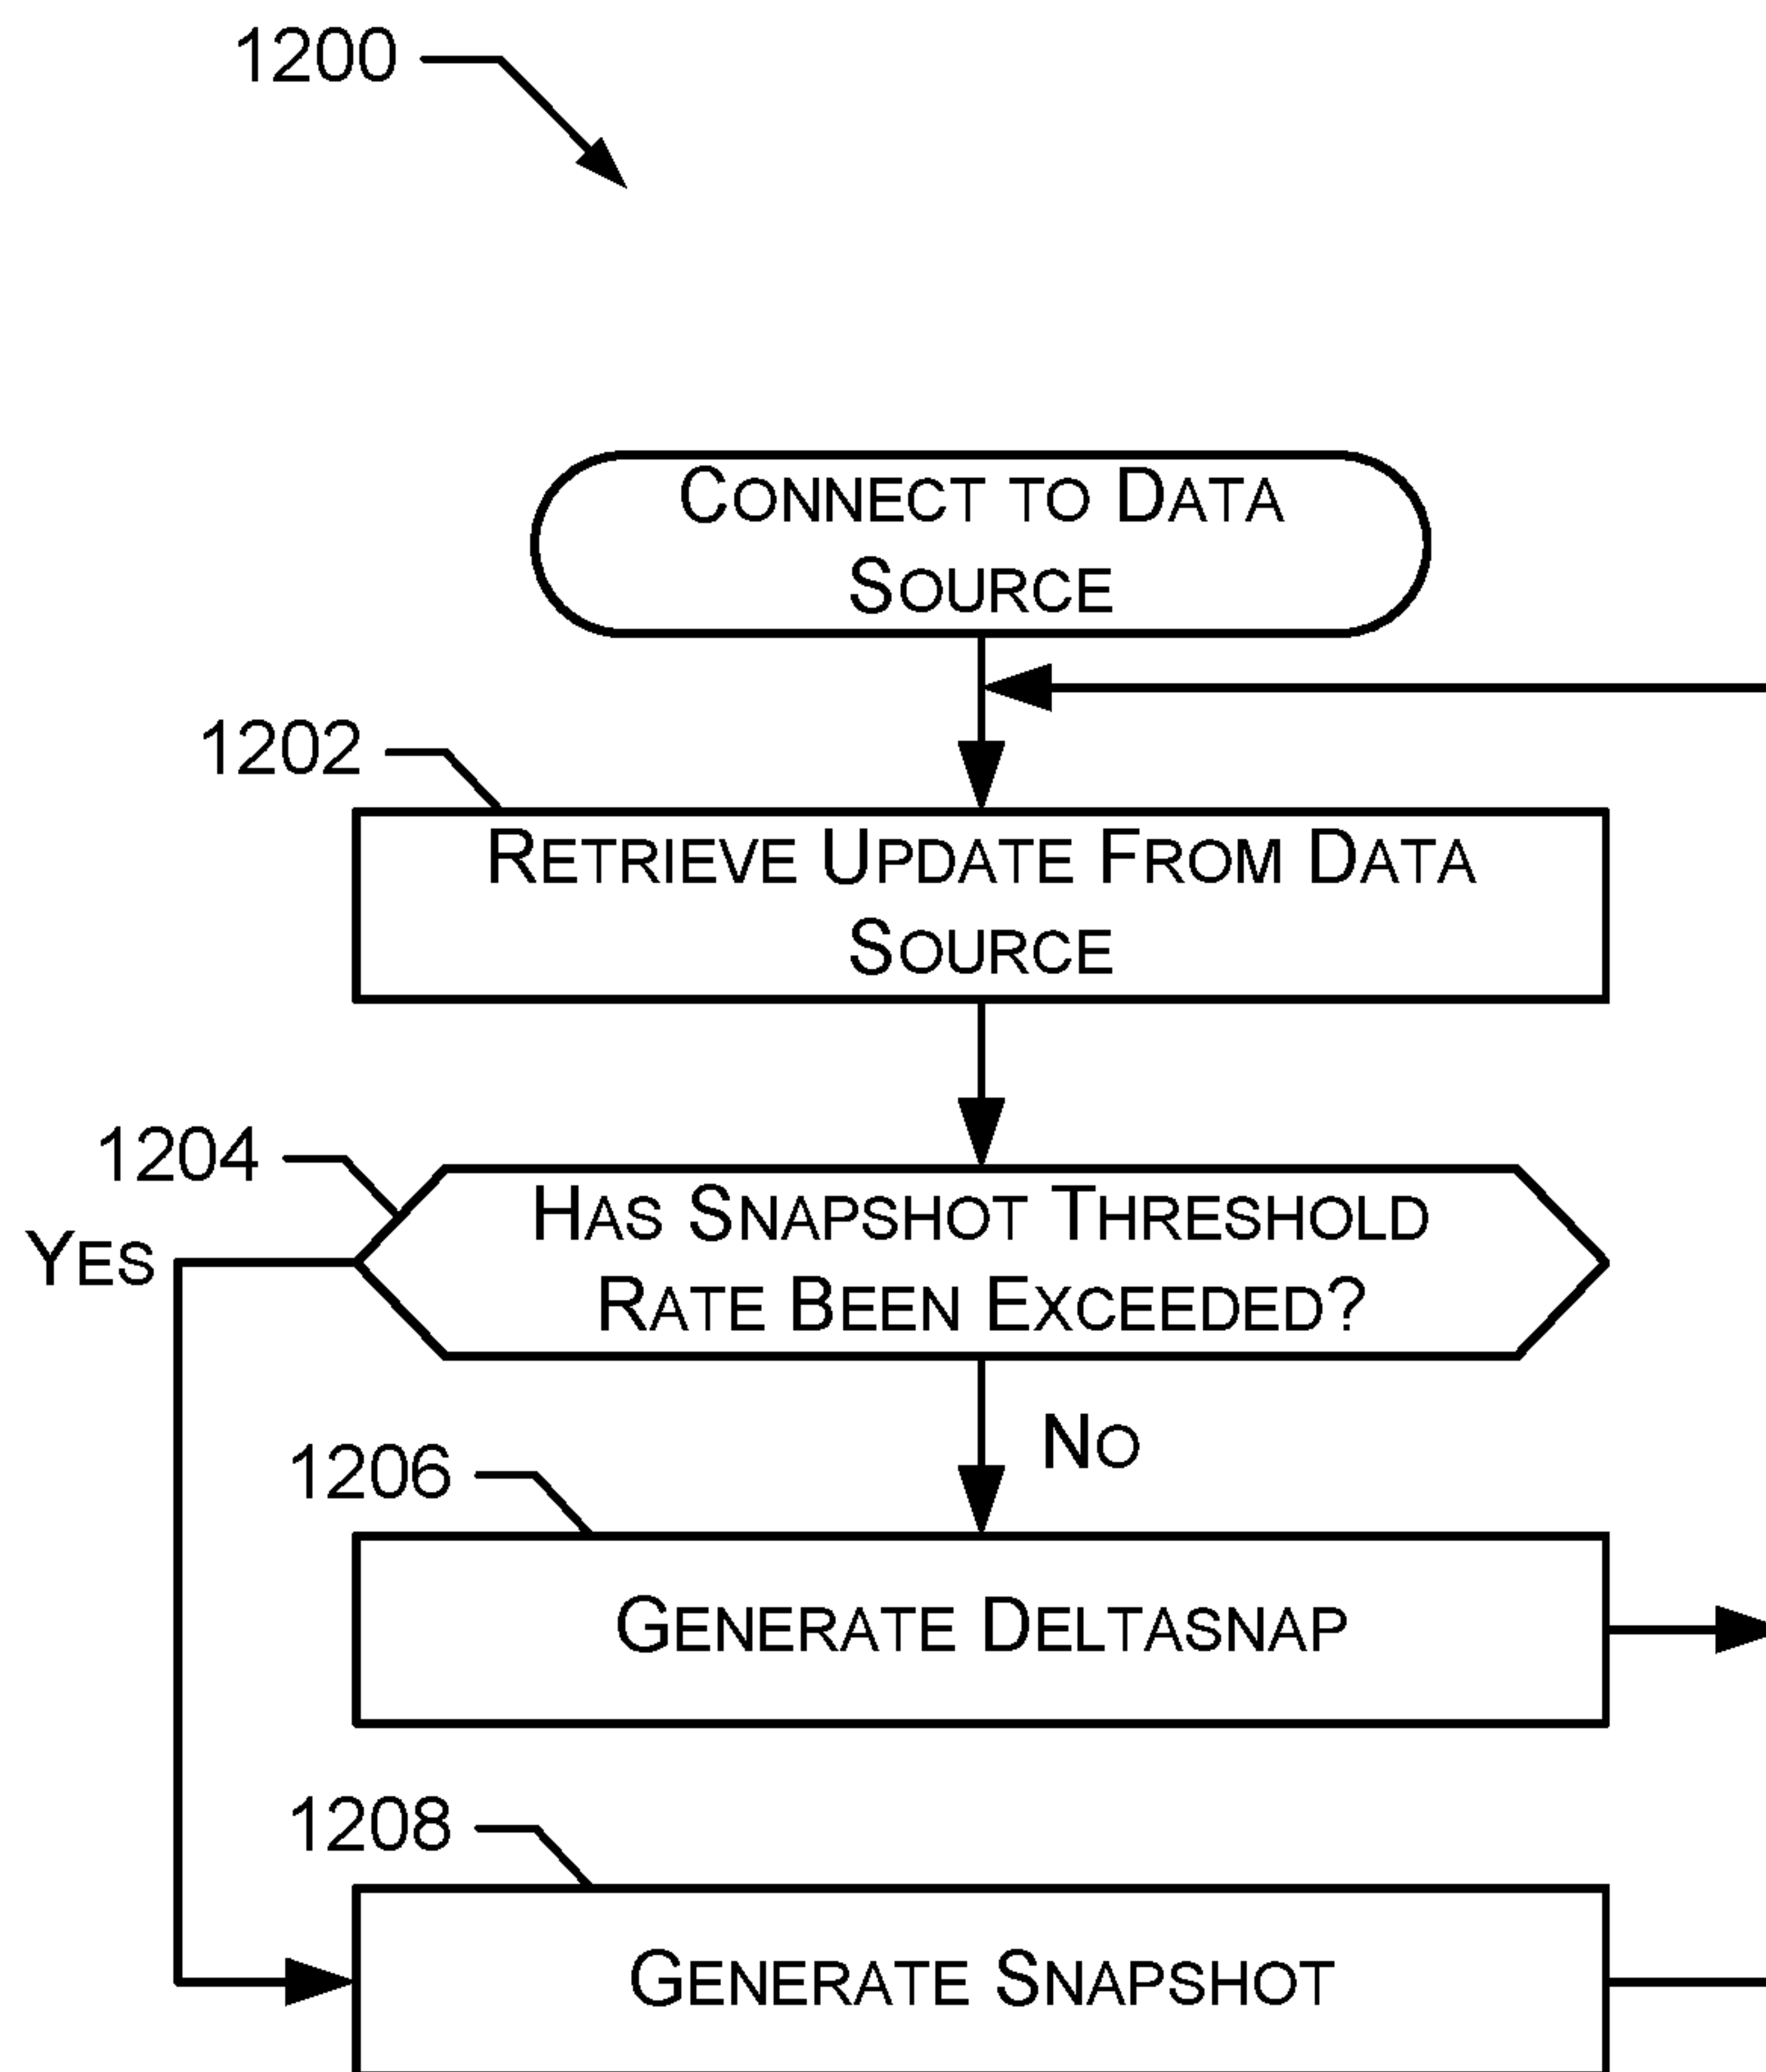 1200
Connect to Data
Source
1202
Retrieve Update From Data
Source
1204
Has Snapshot Threshold
Rate Been Exceeded?
Yes
No
1206
Generate Deltasnap
1208
Generate Snapshot